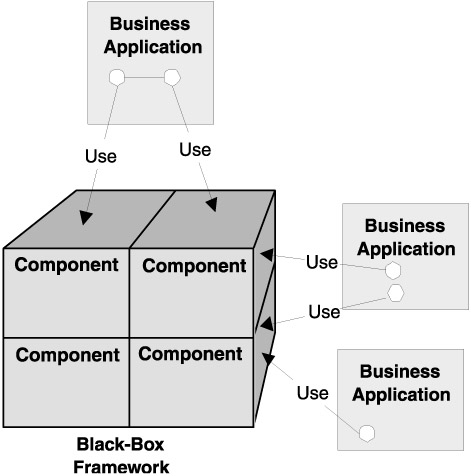 Business
Application
Use
Use
Component
Component
Component
Component
Black-Box
Framework
Use
Use
Business
Application
Use
Business
Application